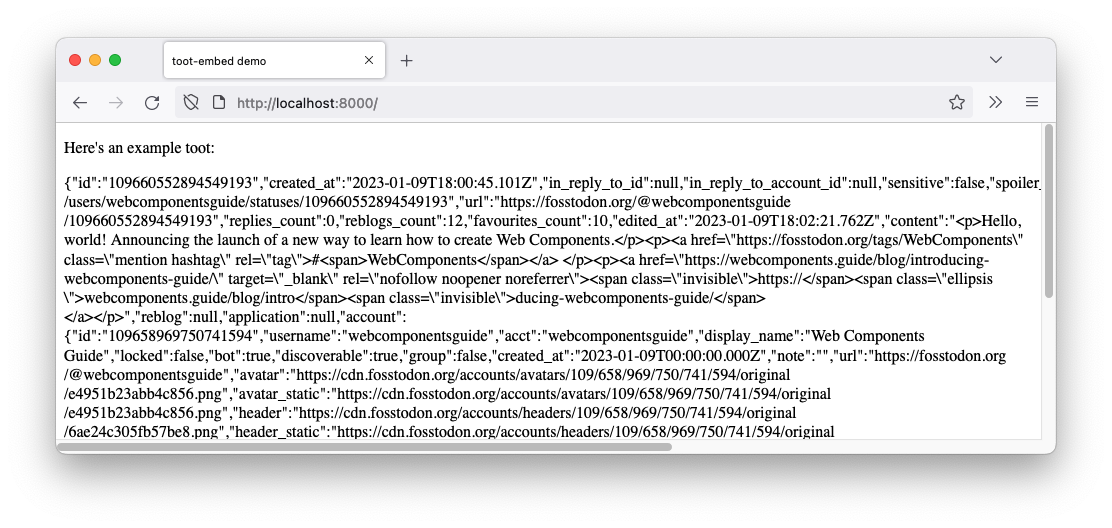 toot-embed demo
http://localhost:8000/
Here's an example toot:
{"id":"109660552894549193","created_at":"2023-01-09T18:00:45.101Z","in_reply_to_id":null,"in_reply_to_account_id":null,"sensitive":false,"spoiler_
/users/webcomponentsguide/statuses/109660552894549193","url":"https://fosstodon.org/@webcomponentsguide
/109660552894549193","replies_count":0,"reblogs_count":12,"favourites_count":10,"edited_at":"2023-01-09T18:02:21.762Z","content":"<p>Hello,
world! Announcing the launch of a new way to learn how to create Web Components.</p><p><a href=\"https://fosstodon.org/tags/WebComponents\"
class=\"mention hashtag\" rel=\"tag\">#<span>WebComponents</span></a> </p><p><a href=\"https://webcomponents.guide/blog/introducing-
webcomponents-guide/\" target=\"_blank\" rel=\"nofollow noopener noreferrer\"><span class=\"invisible\">https://</span><span class=\"ellipsis
\">webcomponents.guide/blog/intro</span><span class=\"invisible\">ducing-webcomponents-guide/</span>
</a></p>","reblog":null,"application":null,"account":
{"id":"109658969750741594","username":"webcomponentsguide","acct":"webcomponentsguide","display_name":"Web Components
Guide","locked":false,"bot":true,"discoverable":true,"group":false,"created_at":"2023-01-09T00:00:00.000Z","note":"","url":"https://fosstodon.org
/@webcomponentsguide","avatar":"https://cdn.fosstodon.org/accounts/avatars/109/658/969/750/741/594/original
/e4951b23abb4c856.png","avatar_static":"https://cdn.fosstodon.org/accounts/avatars/109/658/969/750/741/594/original
/e4951b23abb4c856.png","header":"https://cdn.fosstodon.org/accounts/headers/109/658/969/750/741/594/original
/6ae24c305fb57be8.png","header_static":"https://cdn.fosstodon.org/accounts/headers/109/658/969/750/741/594/original